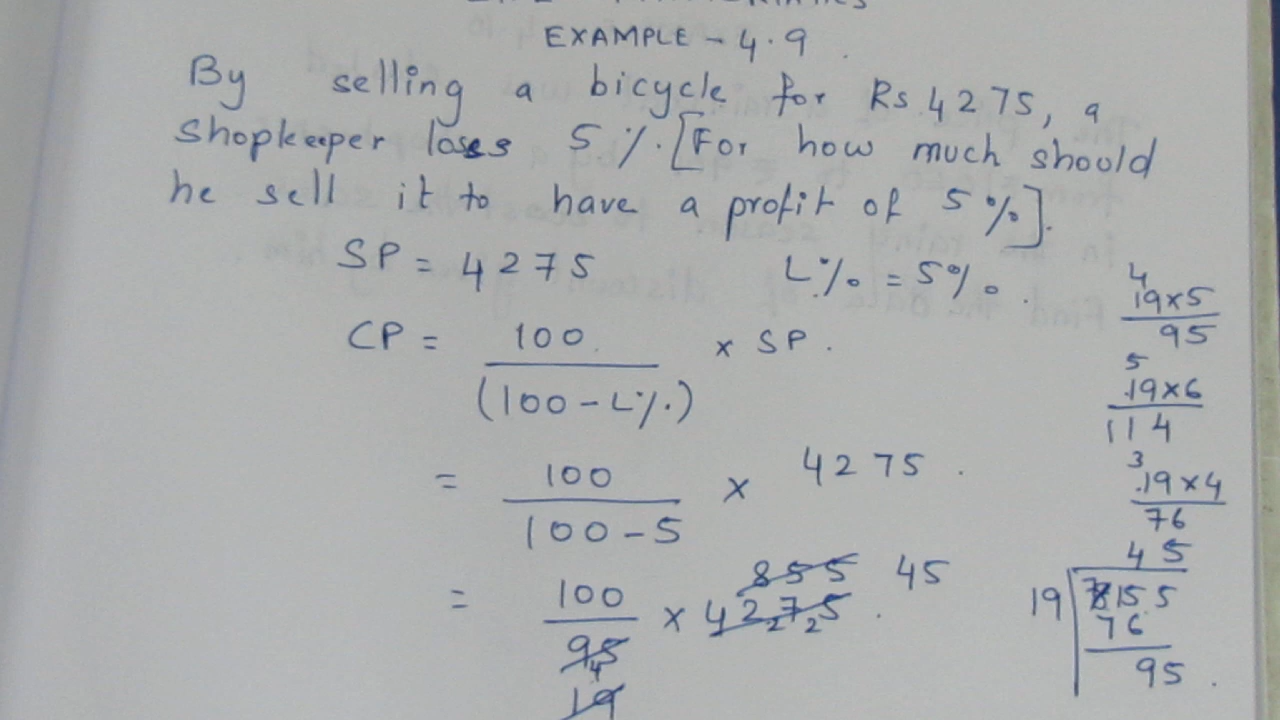 EXAMPLE - 4.9
By selling a bicycle for Rs 4275, a
shopkeeper loses 5%. [For how much should
he sell it to have a profit of 5%].
SP = 4275 L% = 5%.
CP = 100 / (100 - L%) × SP.
= 100 / 100 - 5 × 4275.
= 100 / 95 × 4275.
19
855 45
19×5
95
19×6
114
19×4
76
45
19 855
76
95.